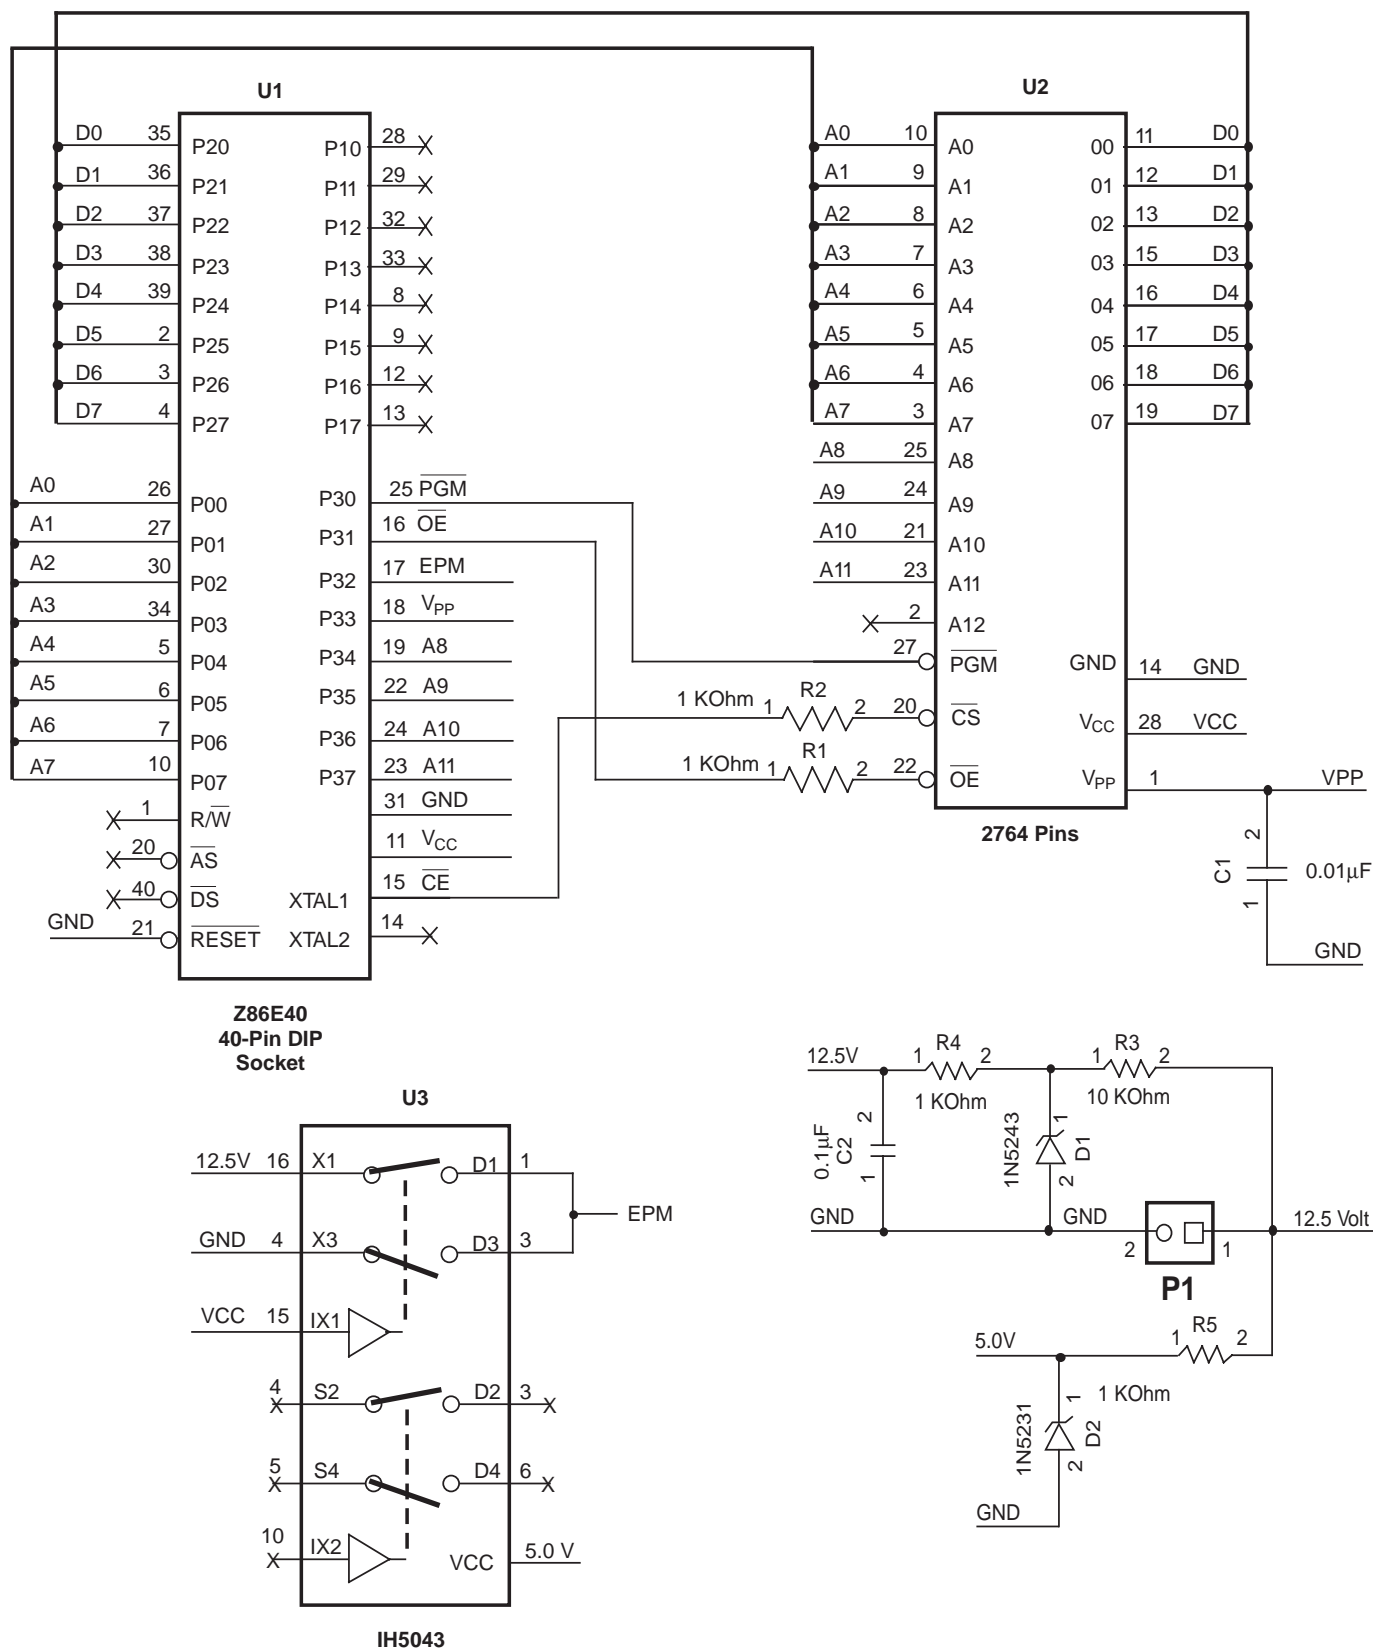 U1
D0 35 P20
D1 36 P21
D2 37 P22
D3 38 P23
D4 39 P24
D5 2 P25
D6 3 P26
D7 4 P27
A0 26 P00
A1 27 P01
A2 30 P02
A3 34 P03
A4 5 P04
A5 6 P05
A6 7 P06
A7 10 P07
1 R/W̅
20 A̅S̅
40 D̅S̅
GND 21 R̅E̅S̅E̅T̅
P10 28
P11 29
P12 32
P13 33
P14 8
P15 9
P16 12
P17 13
P30 25 P̅G̅M̅
P31 16 O̅E̅
P32 17 EPM
P33 18 VPP
P34 19 A8
P35 22 A9
P36 24 A10
P37 23 A11
31 GND
11 VCC
XTAL1 15 C̅E̅
XTAL2 14
Z86E40
40-Pin DIP
Socket
U2
A0 10 A0
A1 9 A1
A2 8 A2
A3 7 A3
A4 6 A4
A5 5 A5
A6 4 A6
A7 3 A7
A8 25 A8
A9 24 A9
A10 21 A10
A11 23 A11
2 A12
27 P̅G̅M̅
1 KOhm 1 R2 2 20 C̅S̅
1 KOhm 1 R1 2 22 O̅E̅
00 11 D0
01 12 D1
02 13 D2
03 15 D3
04 16 D4
05 17 D5
06 18 D6
07 19 D7
GND 14 GND
VCC 28 VCC
VPP 1 VPP
2764 Pins
2
C1 0.01μF
1
GND
U3
12.5V 16 X1 D1 1
EPM
GND 4 X3 D3 3
VCC 15 IX1
4 S2 D2 3
5 S4 D4 6
10 IX2
VCC 5.0 V
IH5043
12.5V 1 R4 2 1 R3 2
1 KOhm 10 KOhm
2
0.1μF
C2
1
1N5243
1
D1
2
GND GND 2 1 12.5 Volt
P1
5.0V 1 R5 2
1 KOhm
1N5231
1
D2
2
GND